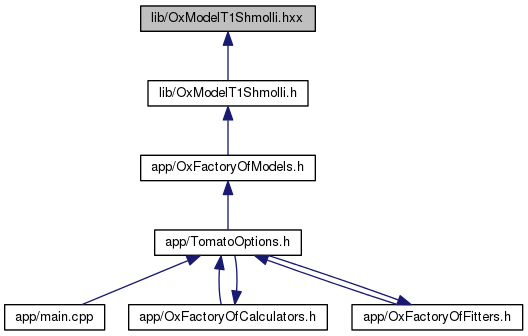 lib/OxModelT1Shmolli.hxx
lib/OxModelT1Shmolli.h
app/OxFactoryOfModels.h
app/TomatoOptions.h
app/main.cpp
app/OxFactoryOfCalculators.h
app/OxFactoryOfFitters.h